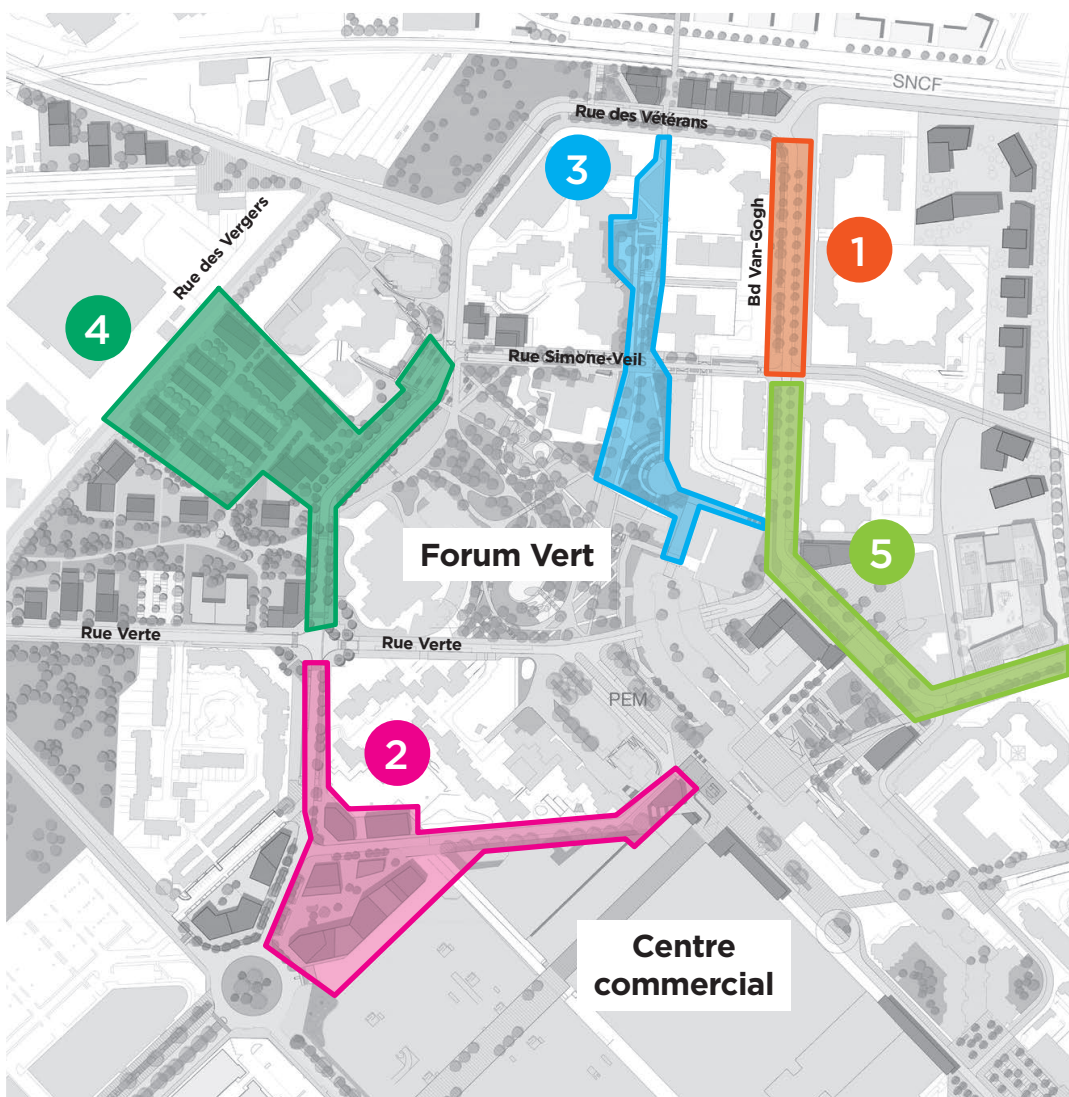 SNCF
Rue des Vétérans
3
Rue des Vergers
Bd Van-Gogh
1
4
Rue Simone-Veil
Forum Vert
5
Rue Verte
Rue Verte
PEM
2
Centre
commercial